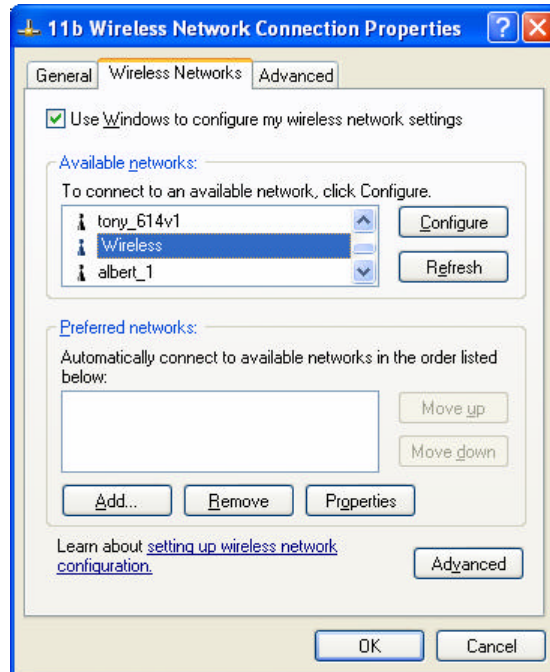 11b Wireless Network Connection Properties
General Wireless Networks Advanced
Use Windows to configure my wireless network settings
Available networks:
To connect to an available network, click Configure.
tony_614v1
Wireless
albert_1
Configure
Refresh
Preferred networks:
Automatically connect to available networks in the order listed
below:
Move up
Move down
Add... Remove Properties
Learn about setting up wireless network
configuration.
Advanced
OK Cancel